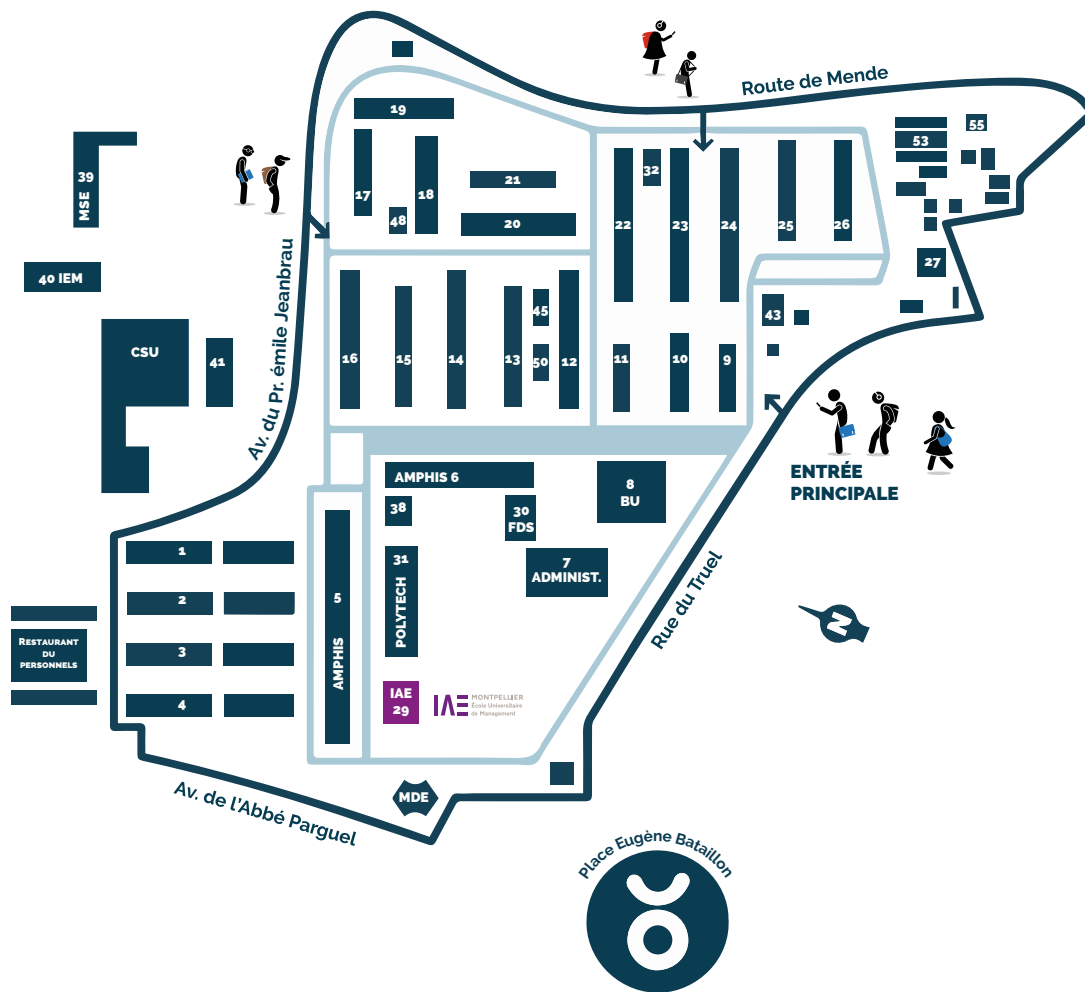 Route de Mende
19
55
53
39
MSE
17
48
18
21
20
32
22
23
24
25
26
27
40 IEM
Av. du Pr. émile Jeanbrau
CSU
41
16
15
14
13
45
50
12
11
10
9
43
ENTRÉE
PRINCIPALE
AMPHIS 6
38
30
FDS
8
BU
7
ADMINIST.
31
POLYTECH
5
AMPHIS
1
2
3
4
RESTAURANT
DU
PERSONNELS
Rue du Truel
N
IAE
29
IAE
MONTPELLIER
École Universitaire
de Management
MDE
Av. de l'Abbé Parguel
Place Eugène Bataillon